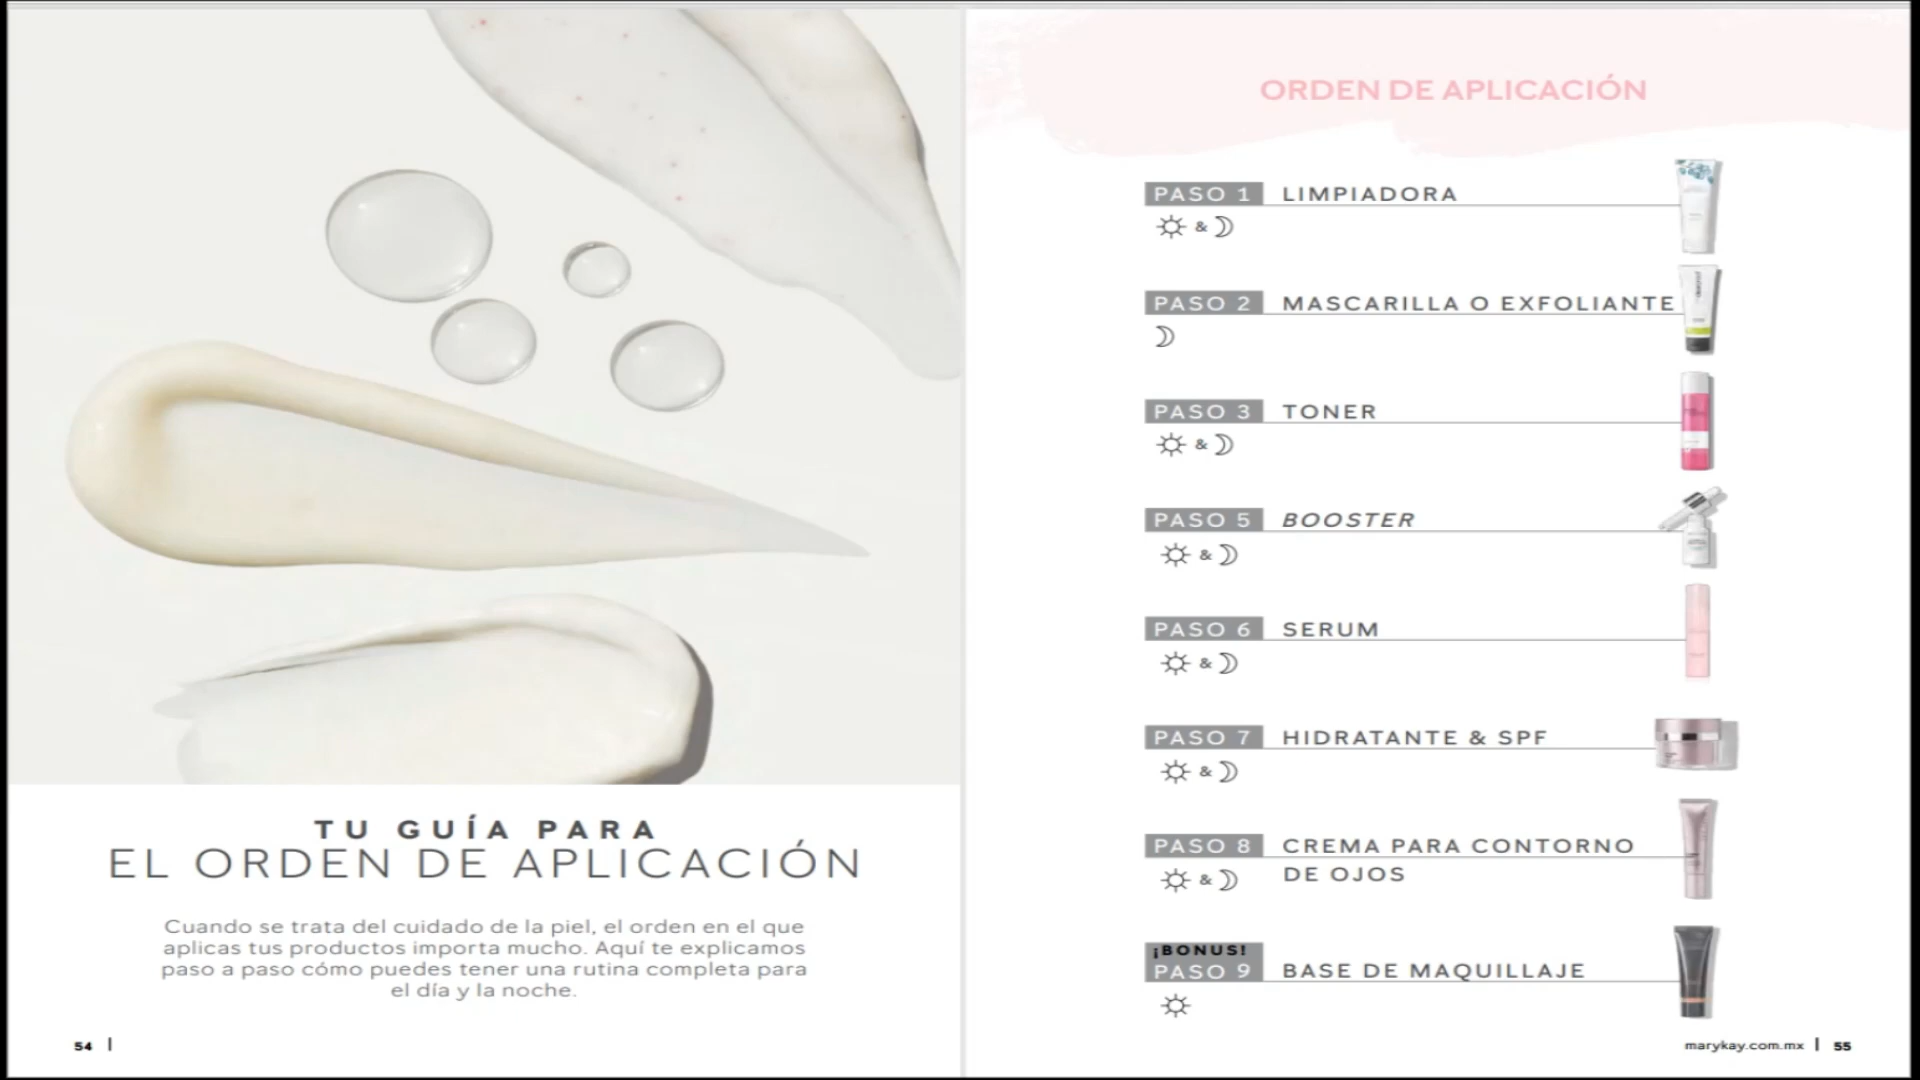 TU GUÍA PARA
EL ORDEN DE APLICACIÓN
Cuando se trata del cuidado de la piel, el orden en el que
aplicas tus productos importa mucho. Aquí te explicamos
paso a paso cómo puedes tener una rutina completa para
el día y la noche.
54 |
ORDEN DE APLICACIÓN
PASO 1 LIMPIADORA
&
PASO 2 MASCARILLA O EXFOLIANTE
PASO 3 TONER
&
PASO 5 BOOSTER
&
PASO 6 SERUM
&
PASO 7 HIDRATANTE & SPF
&
PASO 8 CREMA PARA CONTORNO
& DE OJOS
¡BONUS!
PASO 9 BASE DE MAQUILLAJE
marykay.com.mx | 55